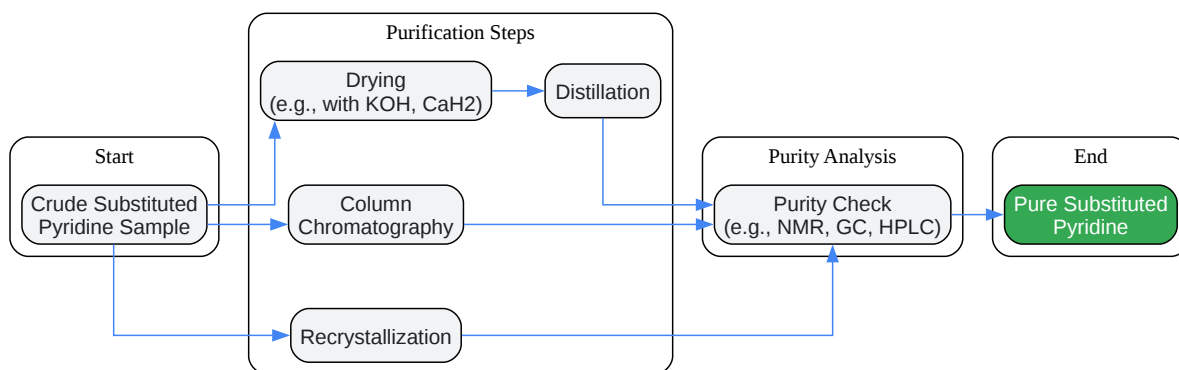 Purification Steps
Drying
(e.g., with KOH, CaH2)
Distillation
Start
Crude Substituted
Pyridine Sample
Column
Chromatography
Recrystallization
Purity Analysis
Purity Check
(e.g., NMR, GC, HPLC)
End
Pure Substituted
Pyridine